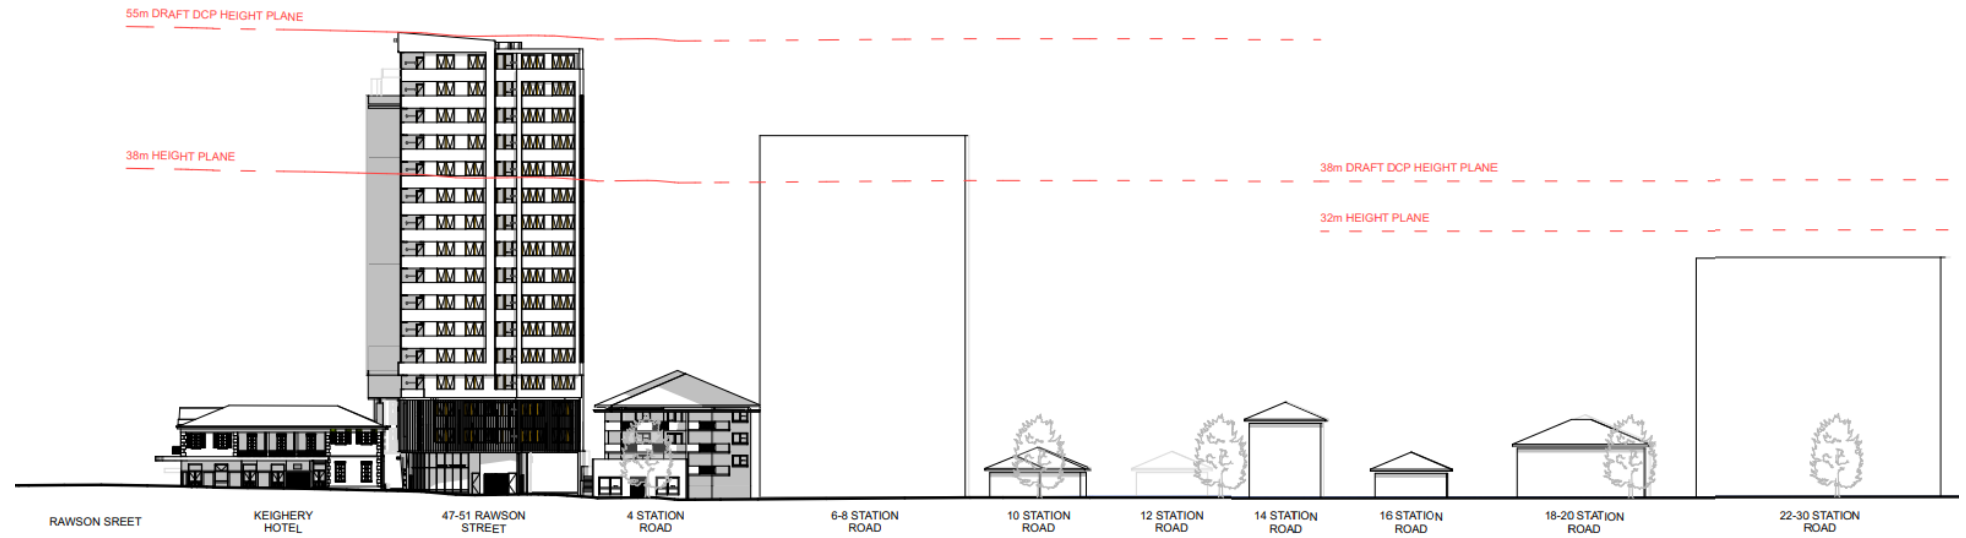 55m DRAFT DCP HEIGHT PLANE
38m HEIGHT PLANE
38m DRAFT DCP HEIGHT PLANE
32m HEIGHT PLANE
RAWSON SREET
KEIGHERY
HOTEL
47-51 RAWSON
STREET
4 STATION
ROAD
6-8 STATION
ROAD
10 STATION
ROAD
12 STATION
ROAD
14 STATION
ROAD
16 STATION
ROAD
18-20 STATION
ROAD
22-30 STATION
ROAD